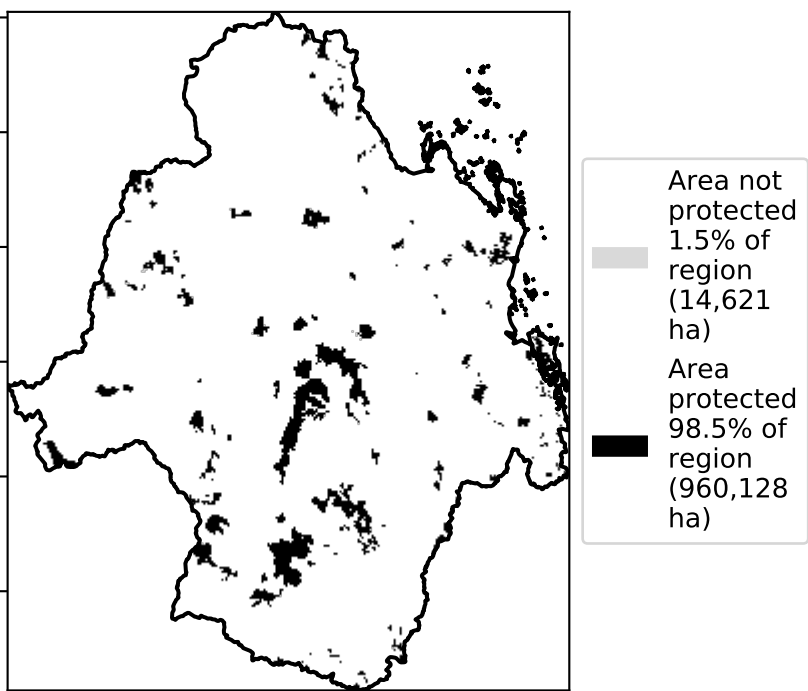 Area not
protected
1.5% of
region
(14,621
ha)
Area
protected
98.5% of
region
(960,128
ha)